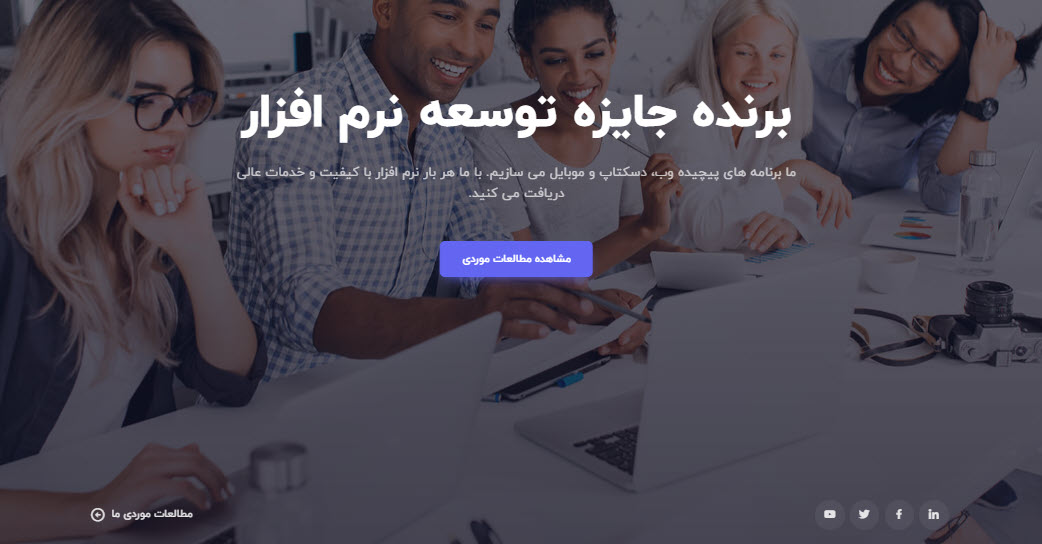 برنده جایزه توسعه نرم افزار
ما برنامه های پیچیده وب، دسکتاپ و موبایل می سازیم. با ما هر بار نرم افزار با کیفیت و خدمات عالی
دریافت می کنید.
مشاهده مطالعات موردی
مطالعات موردی ما